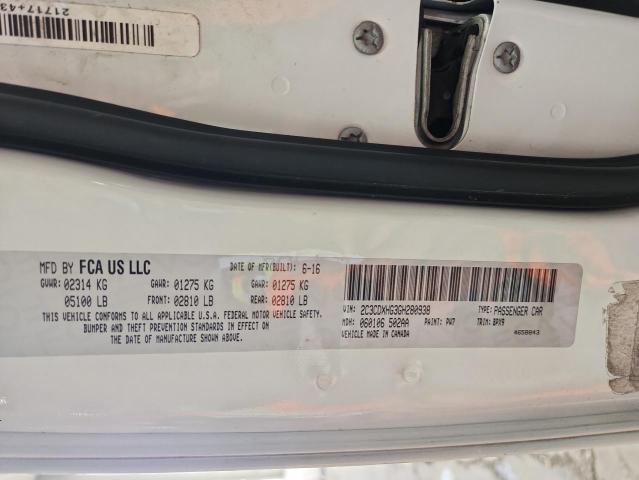 21717+43
MFD BY FCA US LLC
DATE OF MFR(BUILT): 6-16
GVWR: 02314 KG GAWR: 01275 KG GAWR: 01275 KG
05100 LB FRONT: 02810 LB REAR: 02810 LB
THIS VEHICLE CONFORMS TO ALL APPLICABLE U.S.A. FEDERAL MOTOR VEHICLE SAFETY,
BUMPER AND THEFT PREVENTION STANDARDS IN EFFECT ON
THE DATE OF MANUFACTURE SHOWN ABOVE.
VIN: 2C3CDXHG3GH280938 TYPE: PASSENGER CAR
MDH: 060106 502AA PAINT: PW7 TRIM: BPX9
VEHICLE MADE IN CANADA 4658843